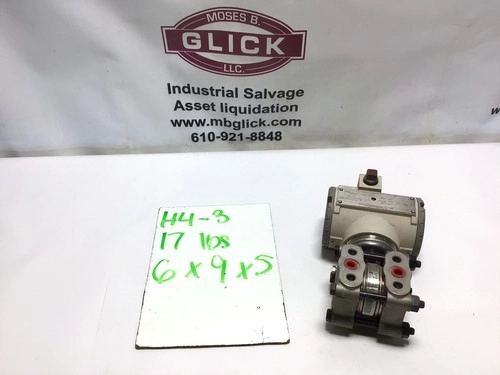 MOSES B.
GLICK
LLC.
Industrial Salvage
Asset liquidation
www.mbglick.com
610-921-8848
H4-3
17 lbs
6 x 9 x 5